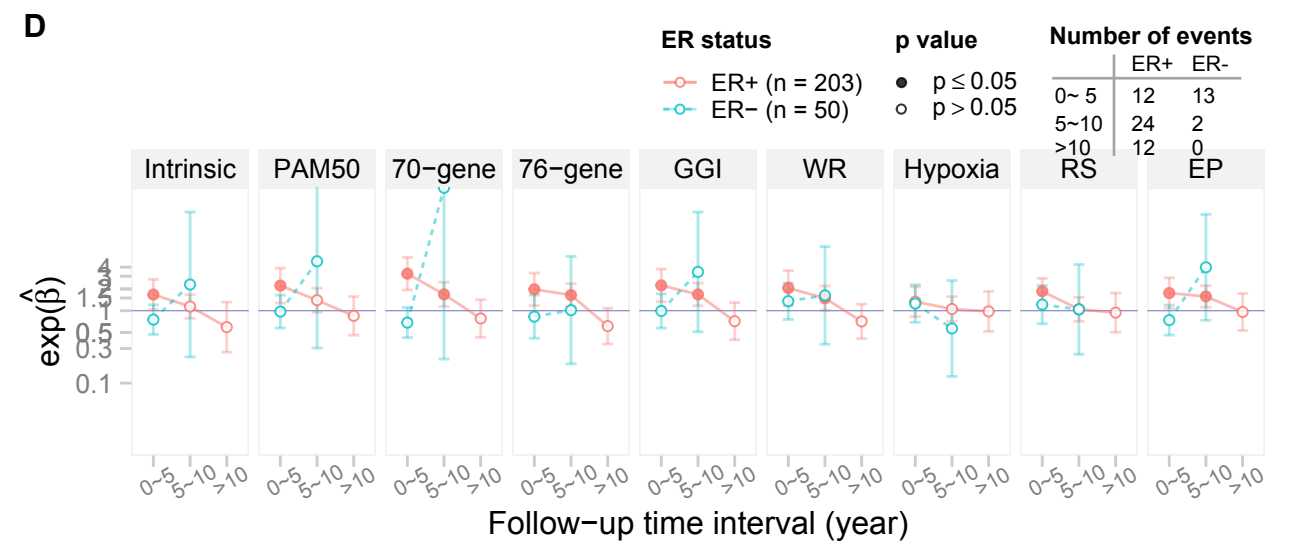 D
ER status
ER+ (n = 203)
ER− (n = 50)
p value
p ≤ 0.05
p > 0.05
Number of events
ER+ ER-
0~ 5 12 13
5~10 24 2
>10 12 0
Intrinsic PAM50 70−gene 76−gene GGI WR Hypoxia RS EP
exp(β̂)
4
3
2
1.5
1
0.5
0.3
0.1
0~5 5~10 >10 0~5 5~10 >10 0~5 5~10 >10 0~5 5~10 >10 0~5 5~10 >10 0~5 5~10 >10 0~5 5~10 >10 0~5 5~10 >10 0~5 5~10 >10
Follow−up time interval (year)